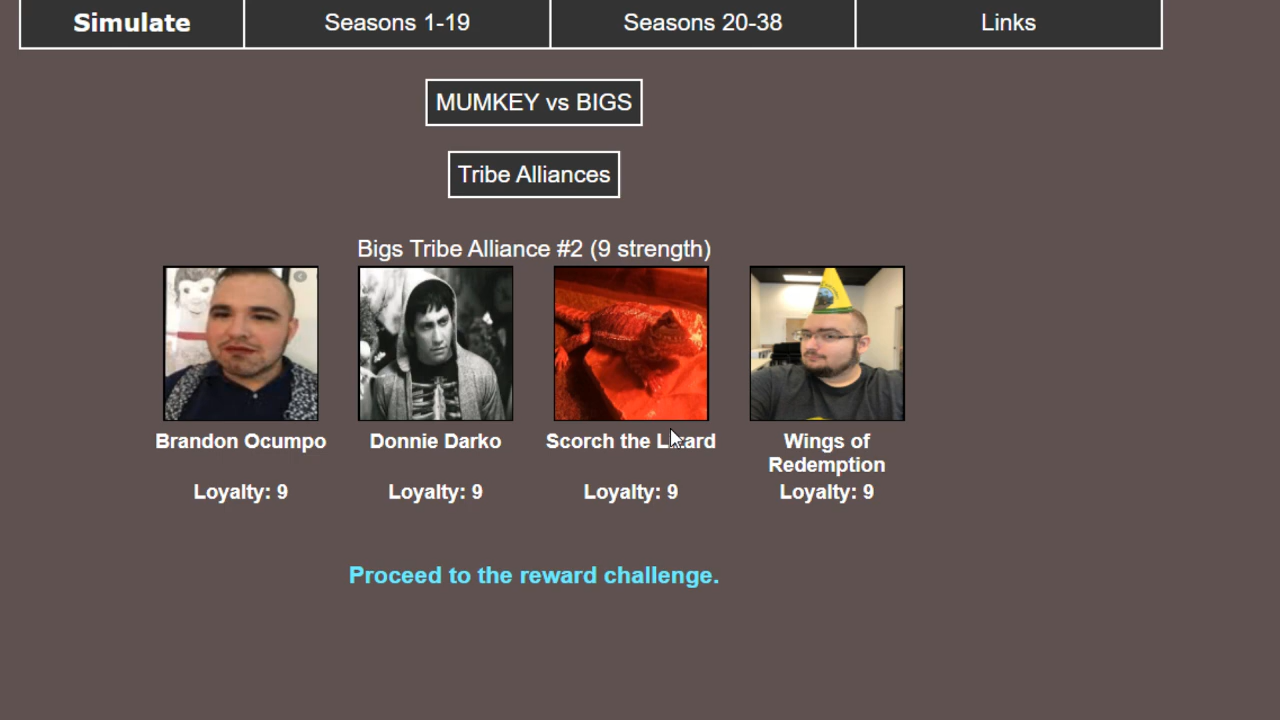 Simulate
Seasons 1-19
Seasons 20-38
Links
MUMKEY vs BIGS
Tribe Alliances
Bigs Tribe Alliance #2 (9 strength)
Brandon Ocumpo
Donnie Darko
Scorch the Lizard
Wings of
Redemption
Loyalty: 9
Loyalty: 9
Loyalty: 9
Loyalty: 9
Proceed to the reward challenge.